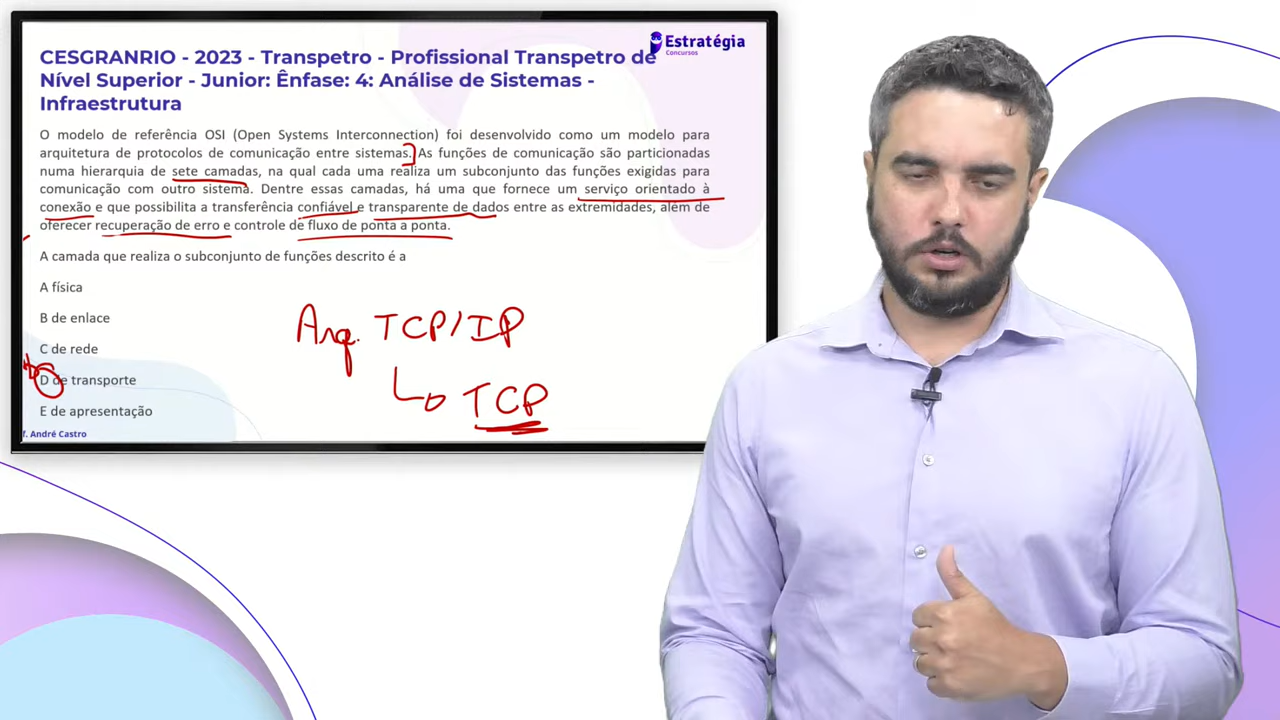 Estratégia
Concursos
CESGRANRIO - 2023 - Transpetro - Profissional Transpetro de
Nível Superior - Junior: Ênfase: 4: Análise de Sistemas -
Infraestrutura
O modelo de referência OSI (Open Systems Interconnection) foi desenvolvido como um modelo para
arquitetura de protocolos de comunicação entre sistemas. As funções de comunicação são particionadas
numa hierarquia de sete camadas, na qual cada uma realiza um subconjunto das funções exigidas para
comunicação com outro sistema. Dentre essas camadas, há uma que fornece um serviço orientado à
conexão e que possibilita a transferência confiável e transparente de dados entre as extremidades, além de
oferecer recuperação de erro e controle de fluxo de ponta a ponta.
A camada que realiza o subconjunto de funções descrito é a
A física
B de enlace
C de rede
D de transporte
E de apresentação
Arq. TCP/IP
TCP
f. André Castro